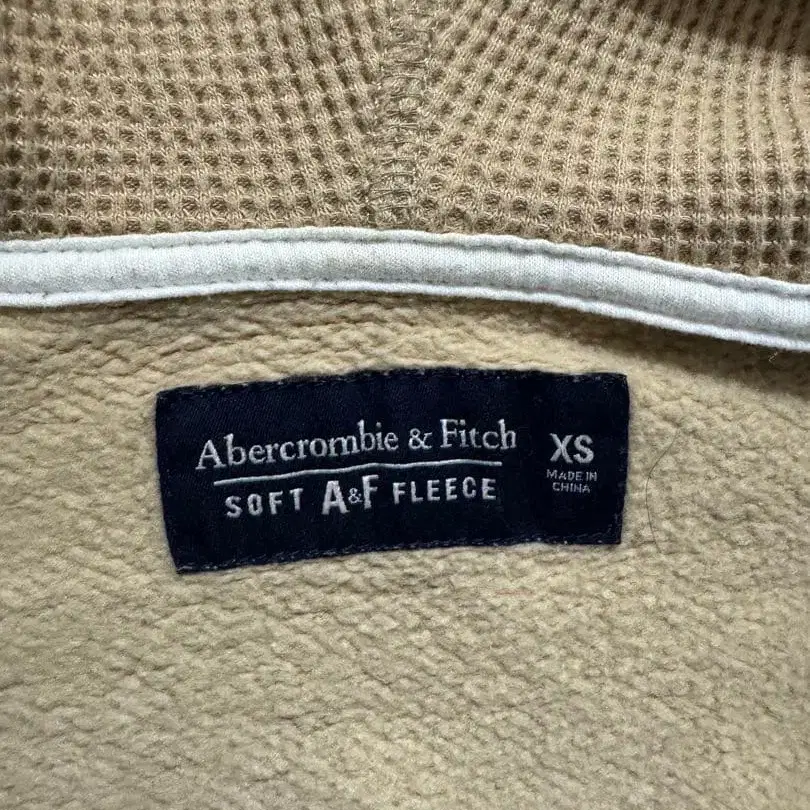 Abercrombie & Fitch
SOFT A&F FLEECE
XS
MADE IN
CHINA